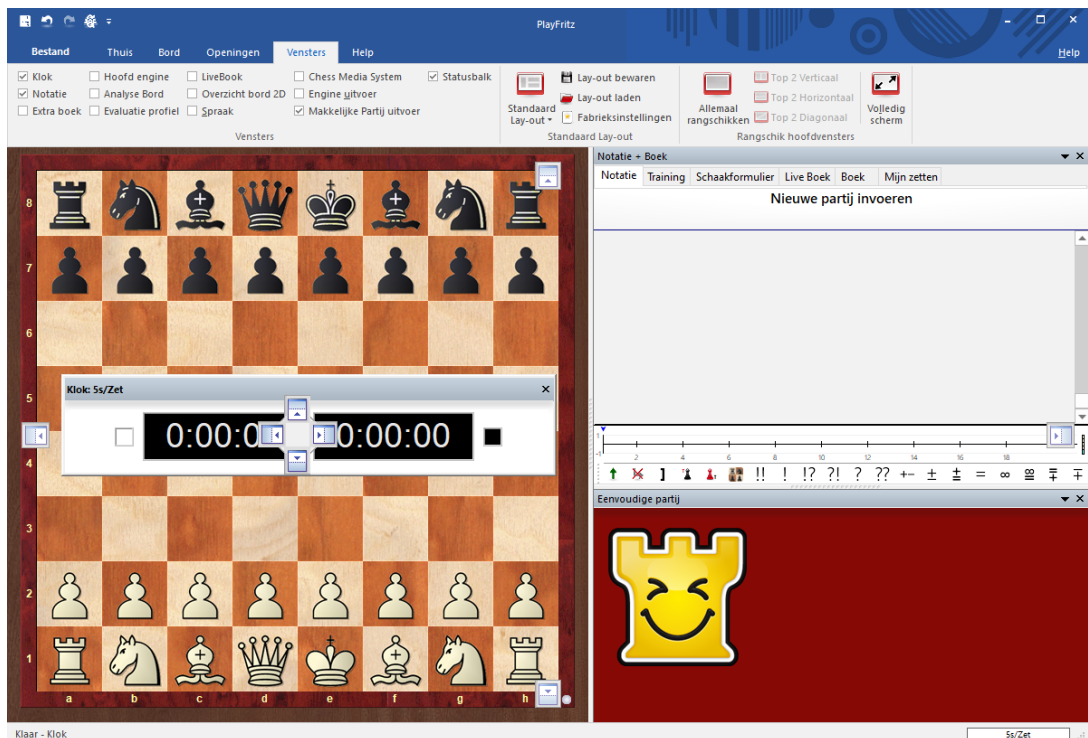 PlayFritz
Bestand Thuis Bord Openingen Vensters Help Help
Klok Hoofd engine LiveBook Chess Media System Statusbalk
Notatie Analyse Bord Overzicht bord 2D Engine uitvoer
Extra boek Evaluatie profiel Spraak Makkelijke Partij uitvoer
Vensters
Standaard Lay-out
Lay-out bewaren
Lay-out laden
Fabrieksinstellingen
Standaard Lay-out
Allemaal rangschikken
Top 2 Verticaal
Top 2 Horizontaal
Top 2 Diagonaal
Volledig scherm
Rangschik hoofdvensters
8
7
6
5
4
3
2
1
a b c d e f g h
Klok: 5s/Zet
0:00:0 0:00:00
Notatie + Boek
Notatie Training Schaakformulier Live Boek Boek Mijn zetten
Nieuwe partij invoeren
1
-1
2 4 6 8 10 12 14 16 18
!! ! !? ?! ? ?? +- ± ⩲ = ∞ ⯹ ⩱ ∓
Eenvoudige partij
Klaar - Klok
5s/Zet